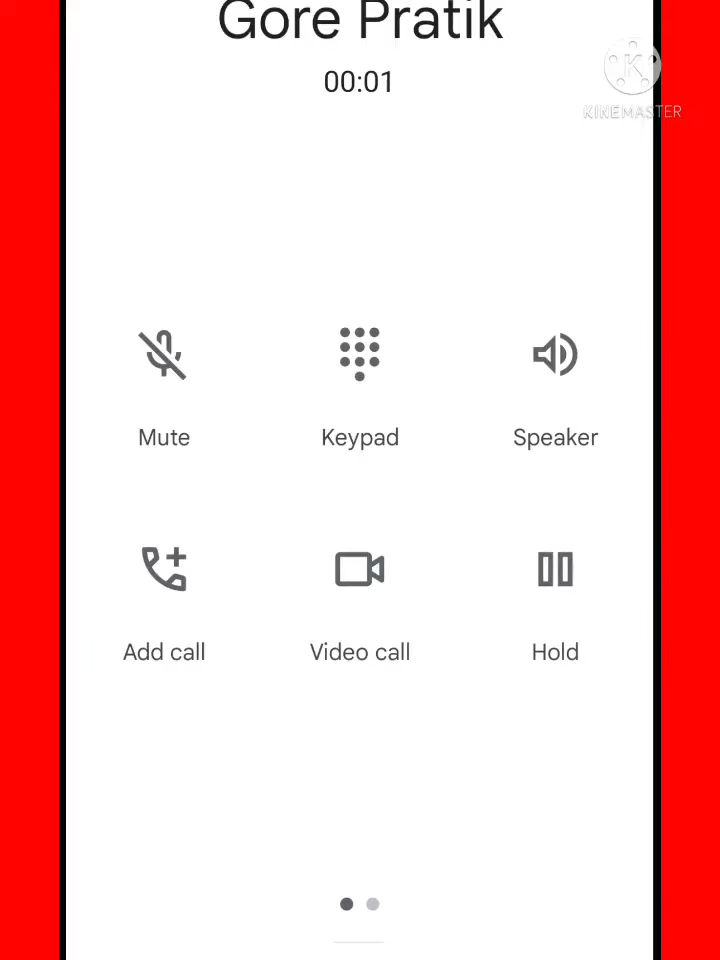 Gore Pratik
00:01
K
KINEMASTER
Mute
Keypad
Speaker
Add call
Video call
Hold